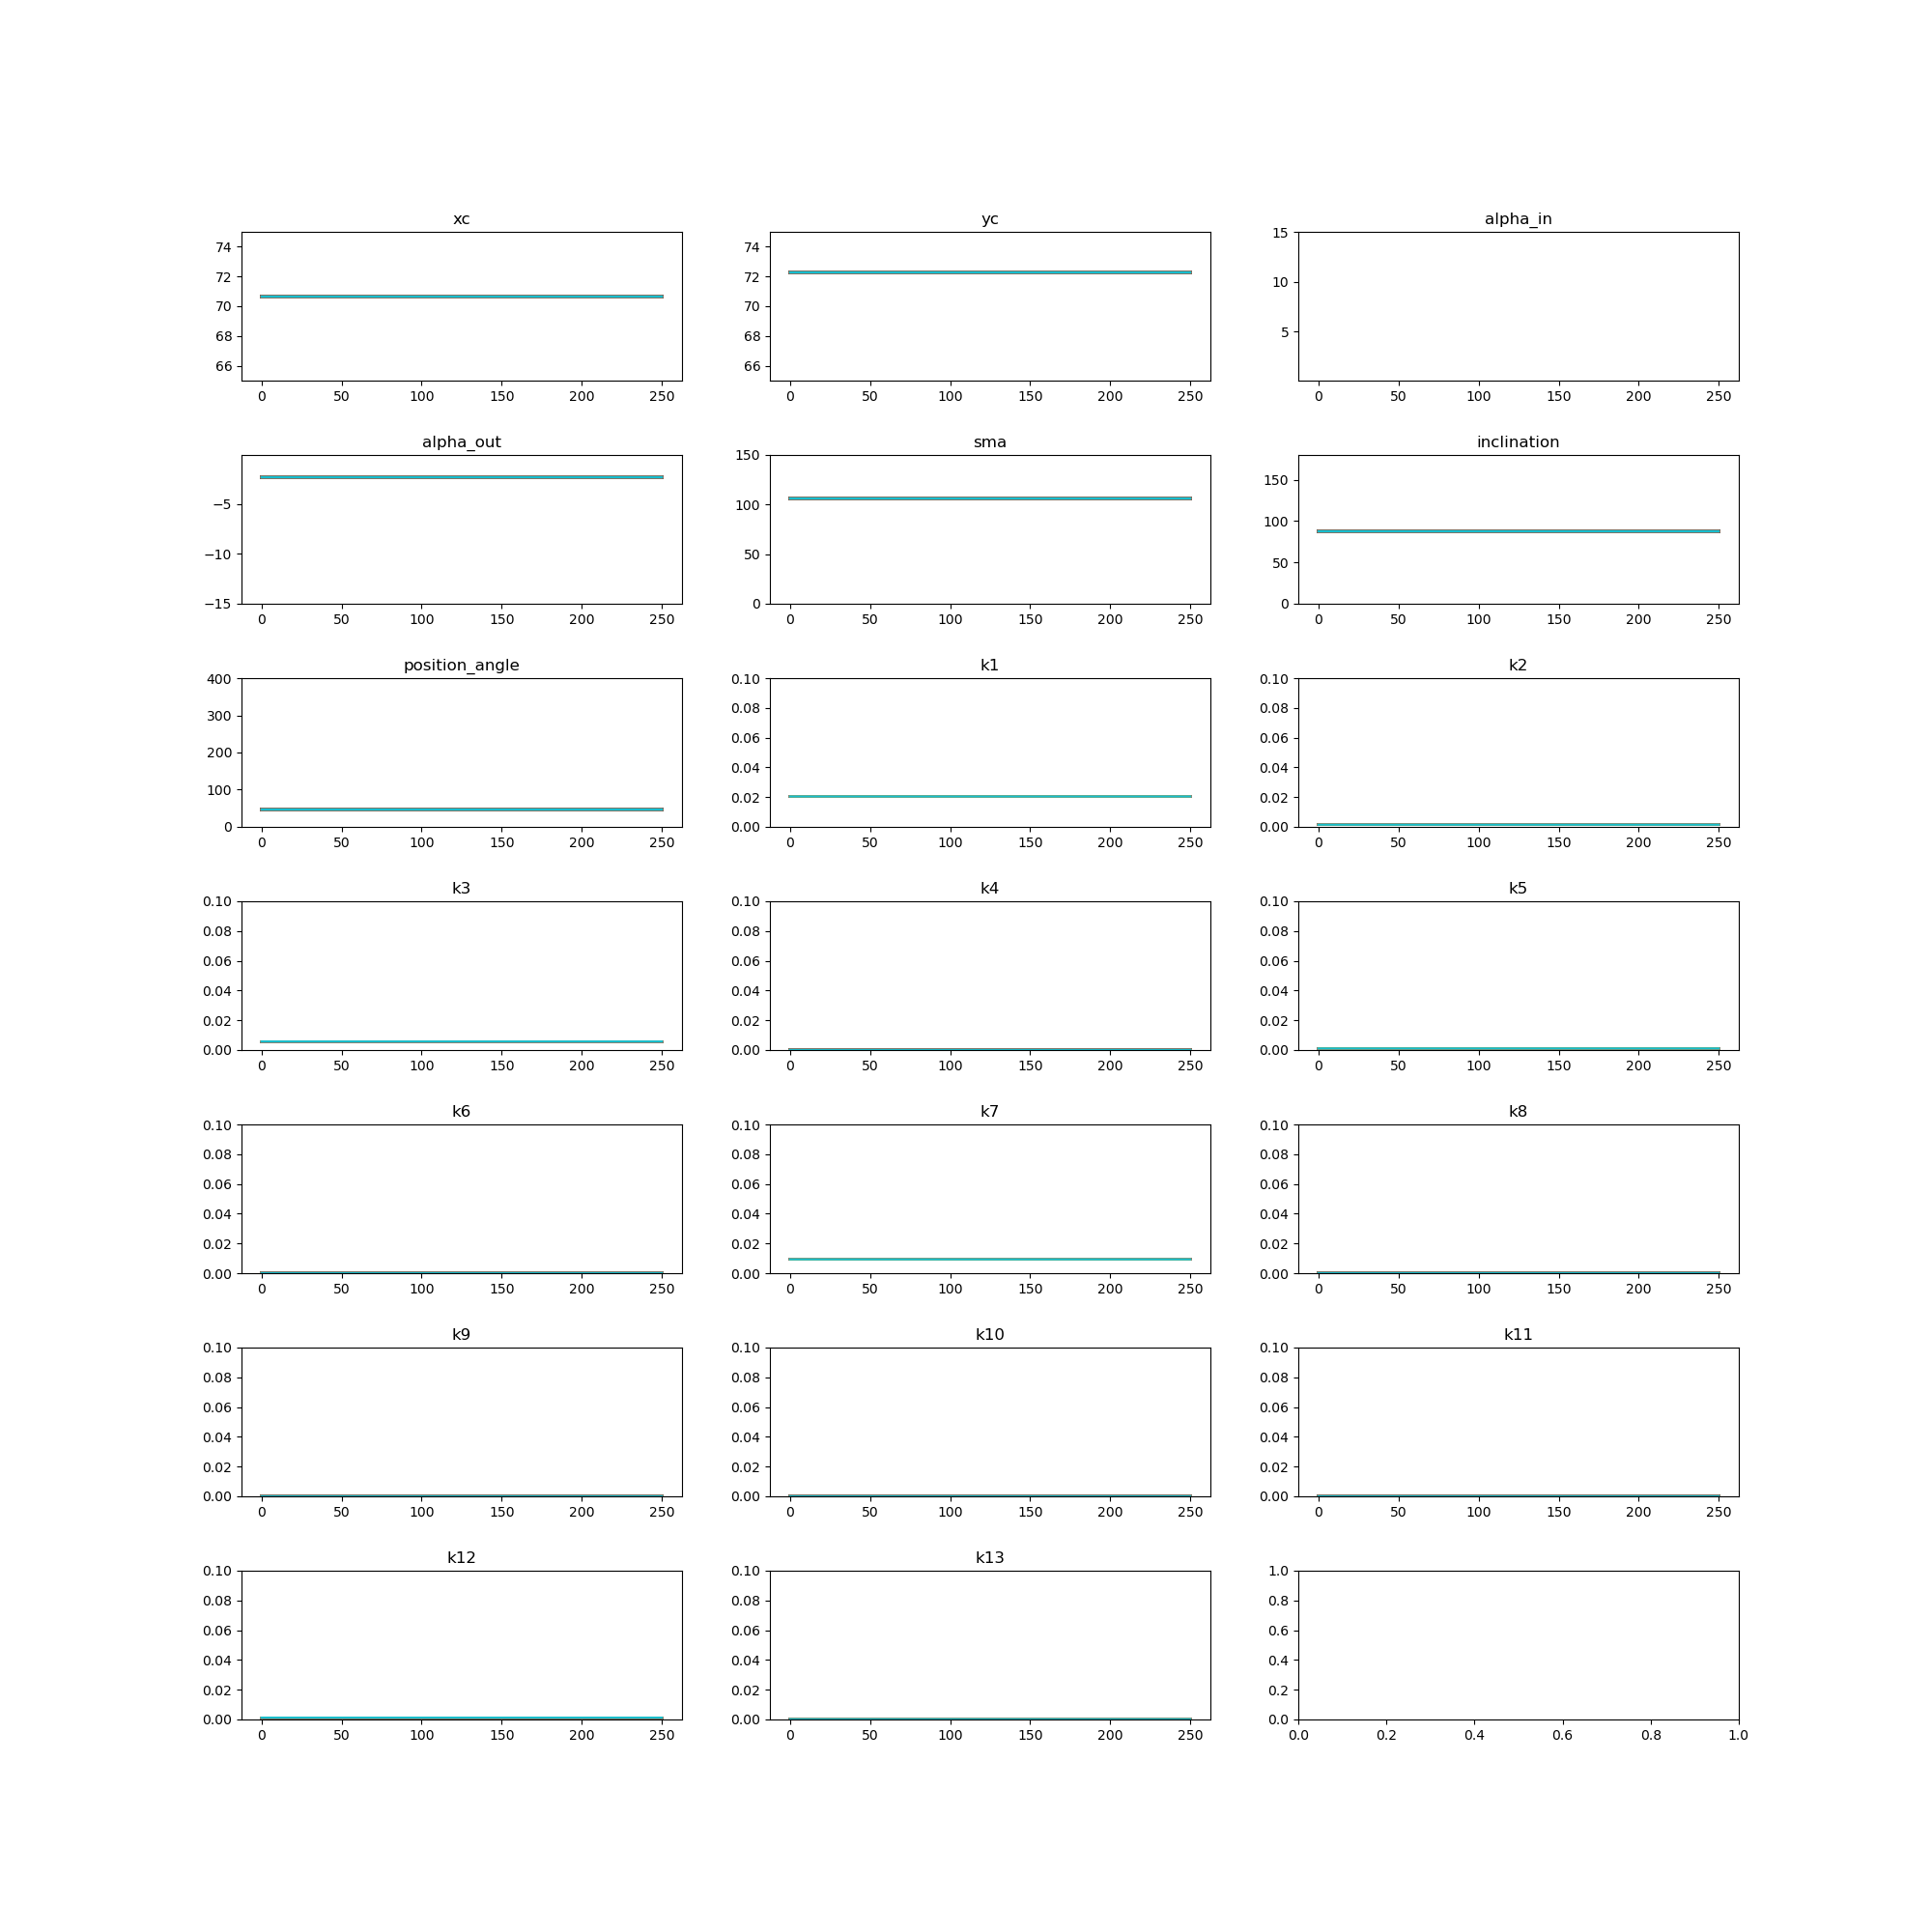 xc yc alpha_in
74 74 15
72 72 10
70 70 5
68 68
66 66
0 50 100 150 200 250 0 50 100 150 200 250 0 50 100 150 200 250
alpha_out sma inclination
−5 150 150
−10 100 100
−15 50 50
0 0
0 50 100 150 200 250 0 50 100 150 200 250 0 50 100 150 200 250
position_angle k1 k2
400 0.10 0.10
300 0.08 0.08
200 0.06 0.06
100 0.04 0.04
0 0.02 0.02
0.00 0.00
0 50 100 150 200 250 0 50 100 150 200 250 0 50 100 150 200 250
k3 k4 k5
0.10 0.10 0.10
0.08 0.08 0.08
0.06 0.06 0.06
0.04 0.04 0.04
0.02 0.02 0.02
0.00 0.00 0.00
0 50 100 150 200 250 0 50 100 150 200 250 0 50 100 150 200 250
k6 k7 k8
0.10 0.10 0.10
0.08 0.08 0.08
0.06 0.06 0.06
0.04 0.04 0.04
0.02 0.02 0.02
0.00 0.00 0.00
0 50 100 150 200 250 0 50 100 150 200 250 0 50 100 150 200 250
k9 k10 k11
0.10 0.10 0.10
0.08 0.08 0.08
0.06 0.06 0.06
0.04 0.04 0.04
0.02 0.02 0.02
0.00 0.00 0.00
0 50 100 150 200 250 0 50 100 150 200 250 0 50 100 150 200 250
k12 k13
0.10 0.10 1.0
0.08 0.08 0.8
0.06 0.06 0.6
0.04 0.04 0.4
0.02 0.02 0.2
0.00 0.00 0.0
0 50 100 150 200 250 0 50 100 150 200 250 0.0 0.2 0.4 0.6 0.8 1.0